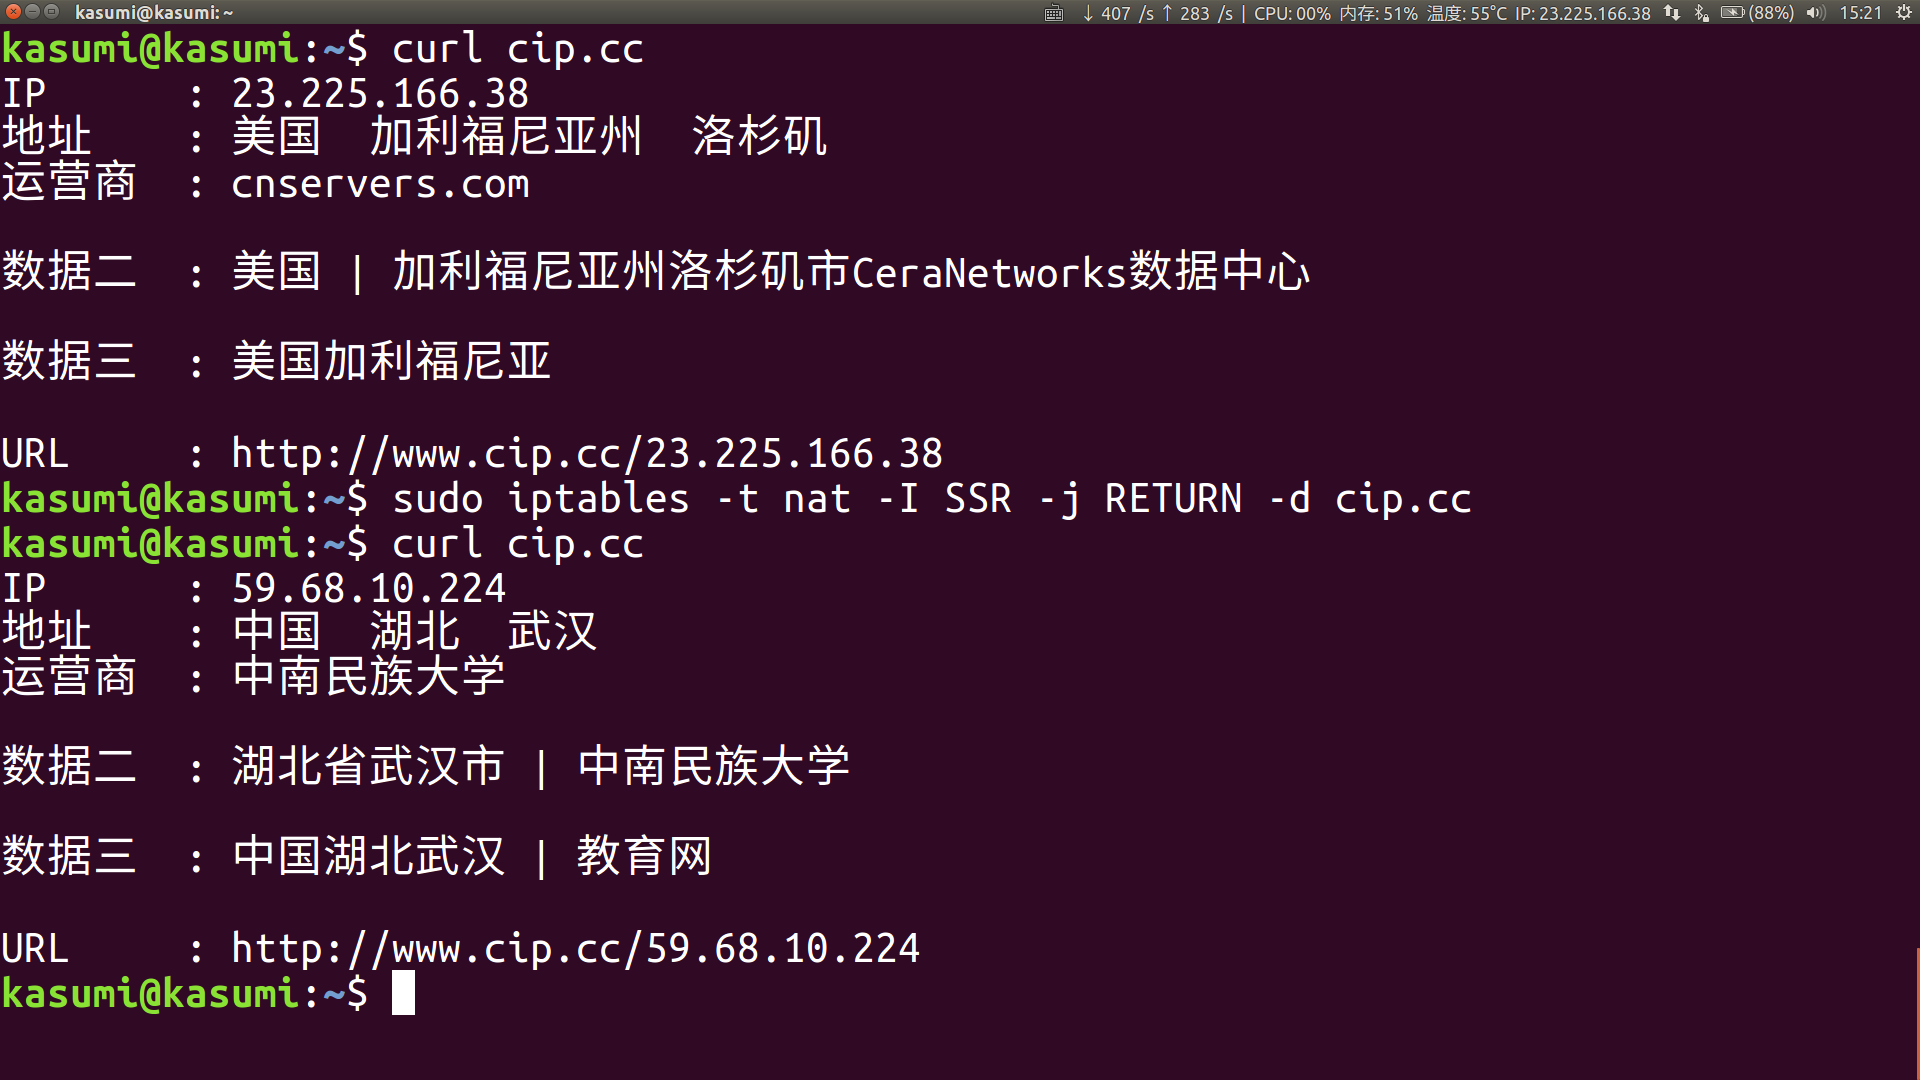 kasumi@kasumi: ~
↓ 407 /s ↑ 283 /s | CPU: 00% 内存: 51% 温度: 55°C IP: 23.225.166.38 (88%) 15:21
kasumi@kasumi:~$ curl cip.cc
IP : 23.225.166.38
地址 : 美国 加利福尼亚州 洛杉矶
运营商 : cnservers.com
数据二 : 美国 | 加利福尼亚州洛杉矶市CeraNetworks数据中心
数据三 : 美国加利福尼亚
URL : http://www.cip.cc/23.225.166.38
kasumi@kasumi:~$ sudo iptables -t nat -I SSR -j RETURN -d cip.cc
kasumi@kasumi:~$ curl cip.cc
IP : 59.68.10.224
地址 : 中国 湖北 武汉
运营商 : 中南民族大学
数据二 : 湖北省武汉市 | 中南民族大学
数据三 : 中国湖北武汉 | 教育网
URL : http://www.cip.cc/59.68.10.224
kasumi@kasumi:~$